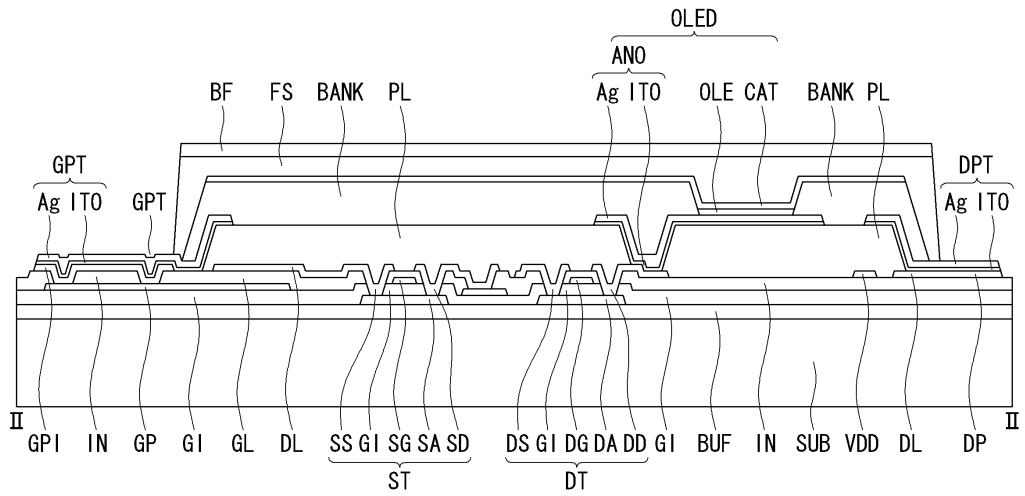 OLED
ANO
Ag ITO OLE CAT BANK PL
BF FS BANK PL
GPT
Ag ITO GPT
DPT
Ag ITO
II II
GPI IN GP GI GL DL SS GI SG SA SD DS GI DG DA DD GI BUF IN SUB VDD DL DP
ST DT